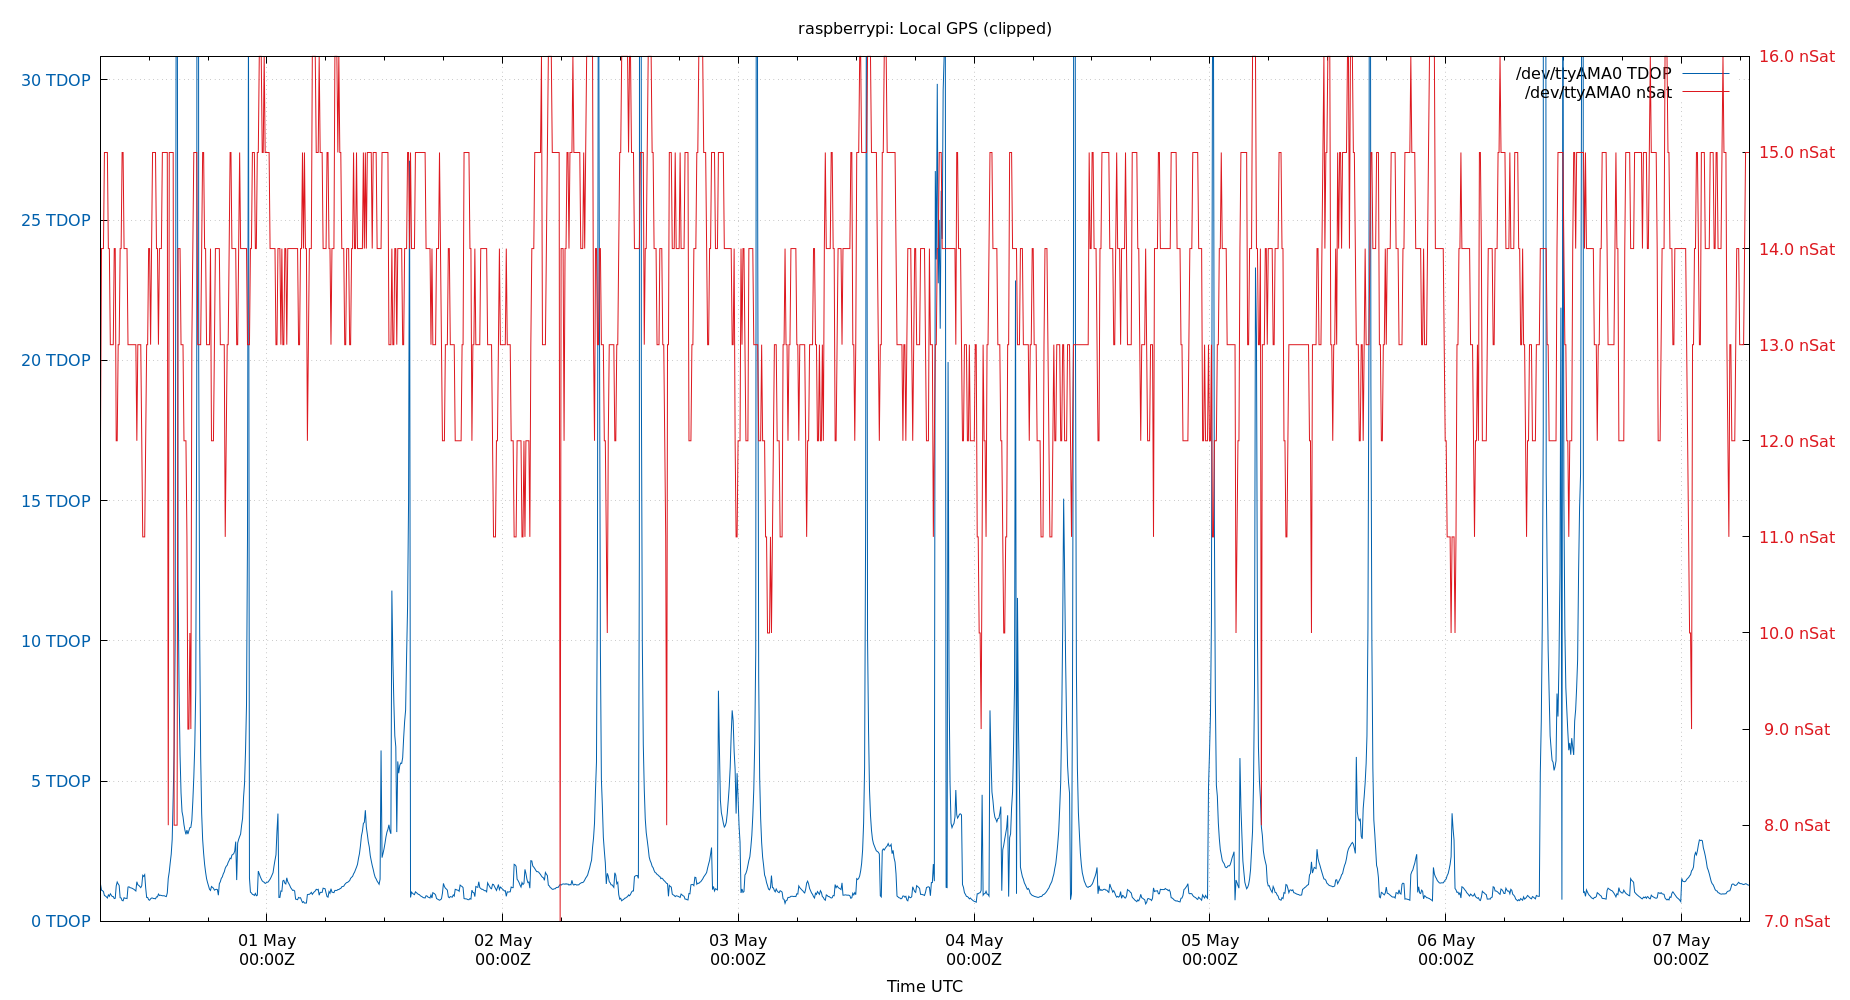 raspberrypi: Local GPS (clipped)
30 TDOP
25 TDOP
20 TDOP
15 TDOP
10 TDOP
5 TDOP
0 TDOP
16.0 nSat
15.0 nSat
14.0 nSat
13.0 nSat
12.0 nSat
11.0 nSat
10.0 nSat
9.0 nSat
8.0 nSat
7.0 nSat
/dev/ttyAMA0 TDOP
/dev/ttyAMA0 nSat
01 May
00:00Z
02 May
00:00Z
03 May
00:00Z
04 May
00:00Z
05 May
00:00Z
06 May
00:00Z
07 May
00:00Z
Time UTC